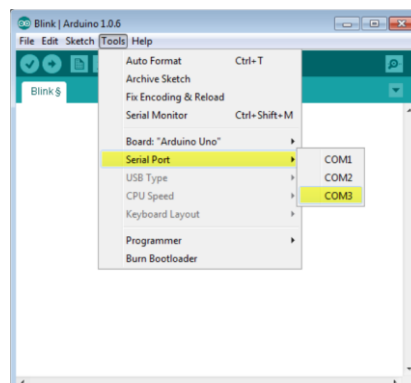 Blink | Arduino 1.0.6
File Edit Sketch Tools Help
Blink §
Auto Format Ctrl+T
Archive Sketch
Fix Encoding & Reload
Serial Monitor Ctrl+Shift+M
Board: "Arduino Uno"
Serial Port
COM1
USB Type
COM2
CPU Speed
COM3
Keyboard Layout
Programmer
Burn Bootloader